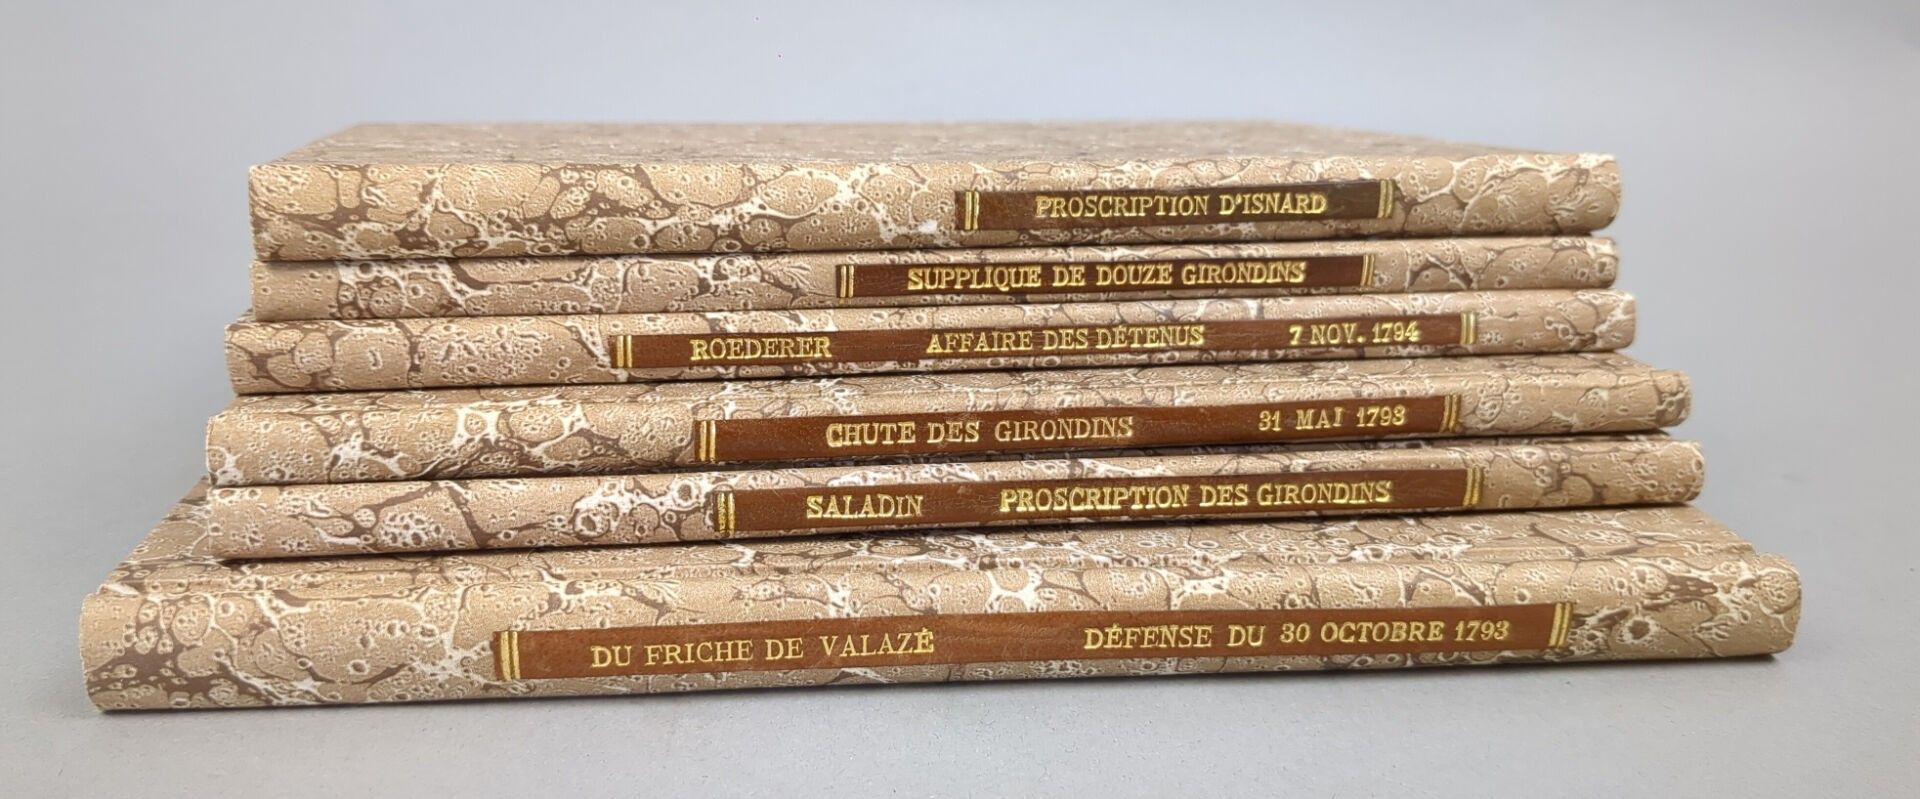 PROSCRIPTION D'ISNARD
SUPPLIQUE DE DOUZE GIRONDINS
ROEDERER AFFAIRE DES DÉTENUS 7 NOV. 1794
CHUTE DES GIRONDINS 31 MAI 1793
SALADIN PROSCRIPTION DES GIRONDINS
DU FRICHE DE VALAZÉ DÉFENSE DU 30 OCTOBRE 1793